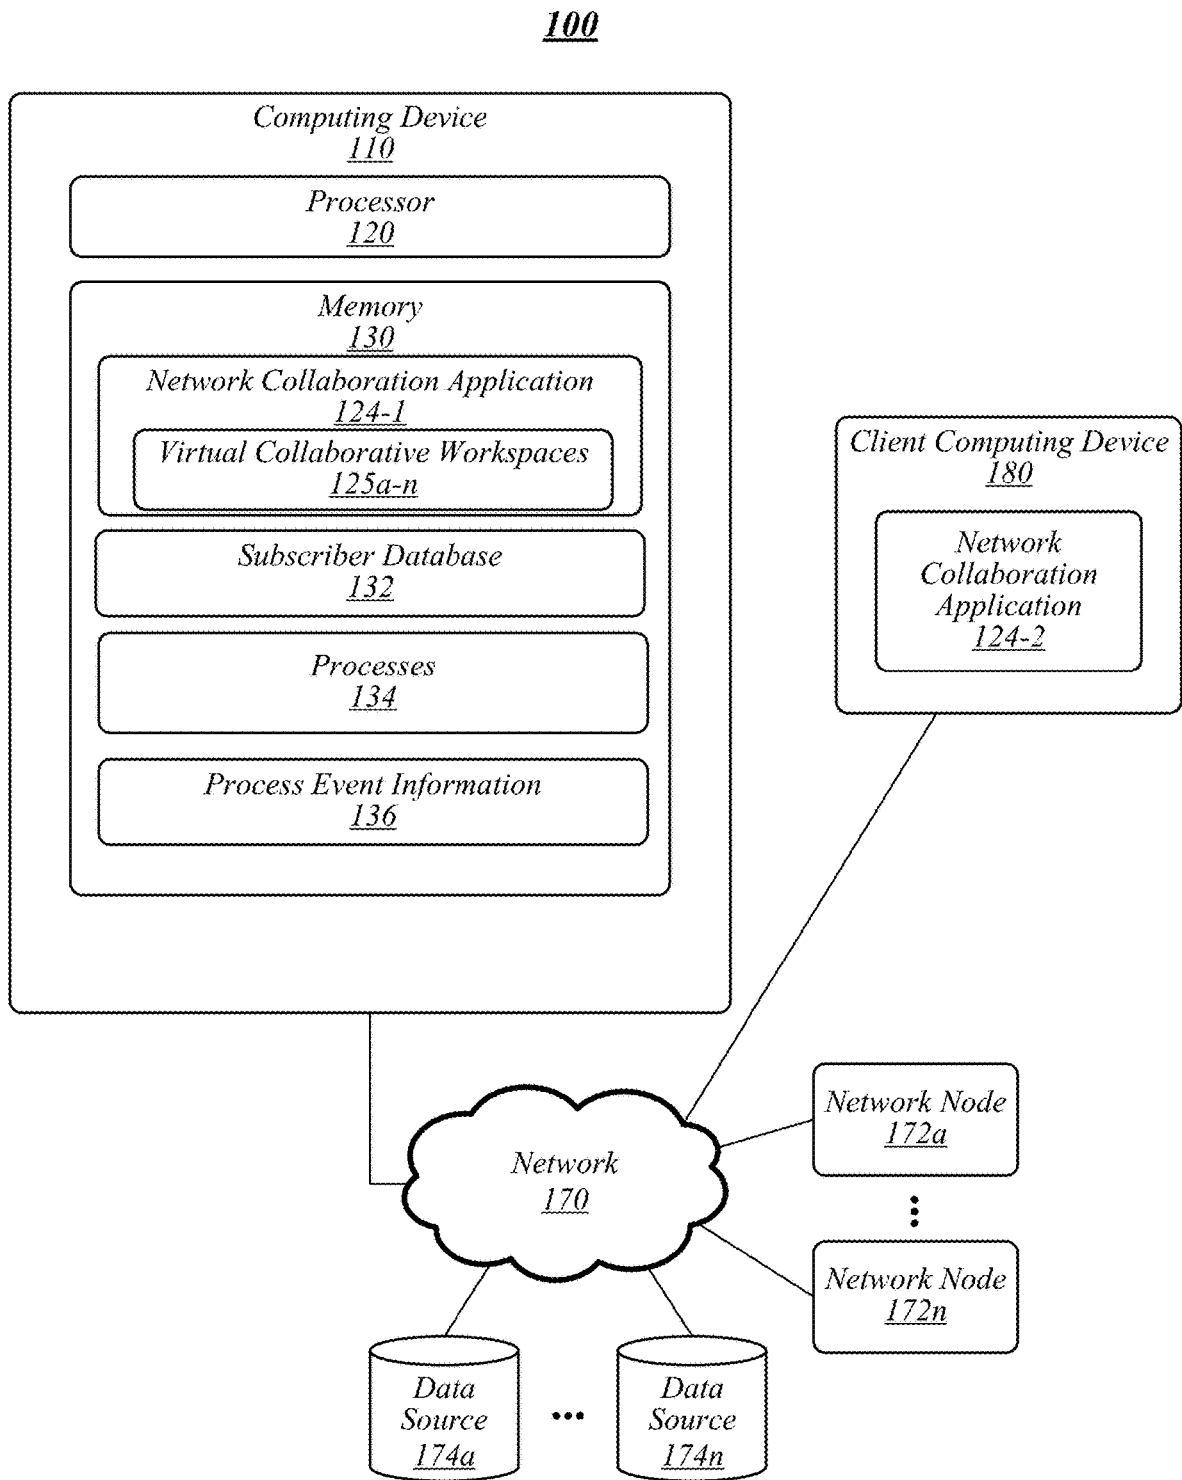 100
Computing Device
110
Processor
120
Memory
130
Network Collaboration Application
124-1
Virtual Collaborative Workspaces
125a-n
Subscriber Database
132
Processes
134
Process Event Information
136
Client Computing Device
180
Network
Collaboration
Application
124-2
Network
170
Network Node
172a
Network Node
172n
Data
Source
174a
Data
Source
174n